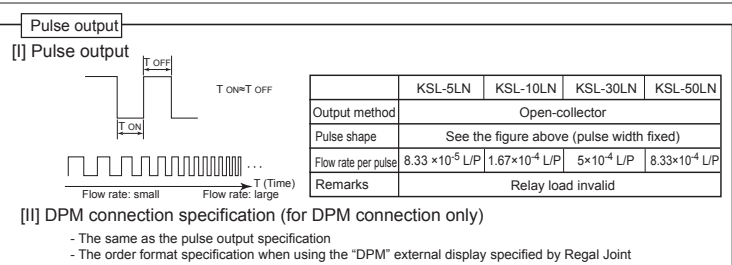 Pulse output
[I] Pulse output
T OFF
T ON≈T OFF
T ON
T (Time)
Flow rate: small Flow rate: large
KSL-5LN KSL-10LN KSL-30LN KSL-50LN
Output method Open-collector
Pulse shape See the figure above (pulse width fixed)
Flow rate per pulse 8.33 ×10⁻⁵ L/P 1.67×10⁻⁴ L/P 5×10⁻⁴ L/P 8.33×10⁻⁴ L/P
Remarks Relay load invalid
[II] DPM connection specification (for DPM connection only)
- The same as the pulse output specification
- The order format specification when using the “DPM” external display specified by Regal Joint